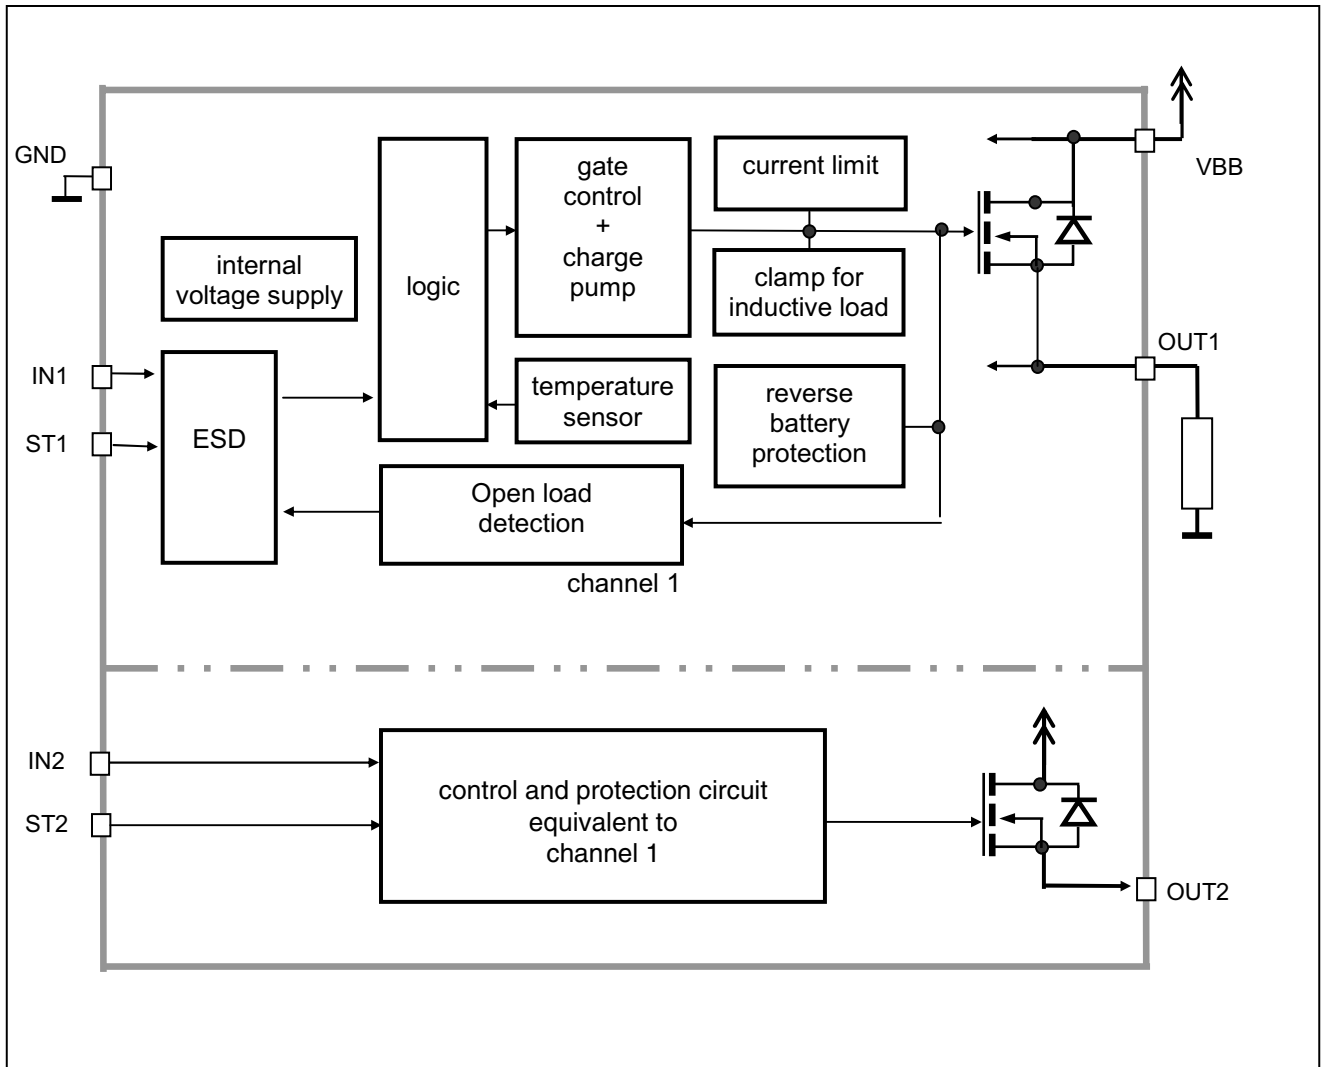 GND
VBB
gate
control
+
charge
pump
current limit
internal
voltage supply
logic
clamp for
inductive load
OUT1
IN1
ST1
ESD
temperature
sensor
reverse
battery
protection
Open load
detection
channel 1
IN2
ST2
control and protection circuit
equivalent to
channel 1
OUT2